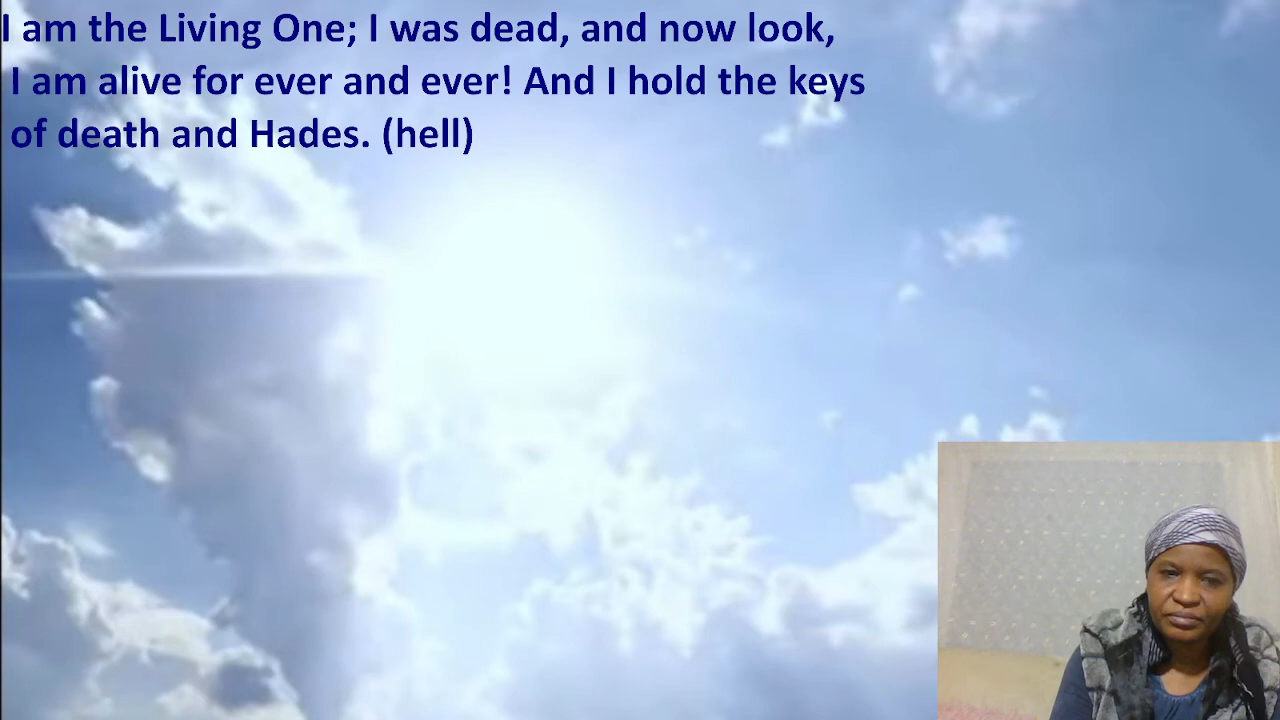 I am the Living One; I was dead, and now look,
I am alive for ever and ever! And I hold the keys
of death and Hades. (hell)